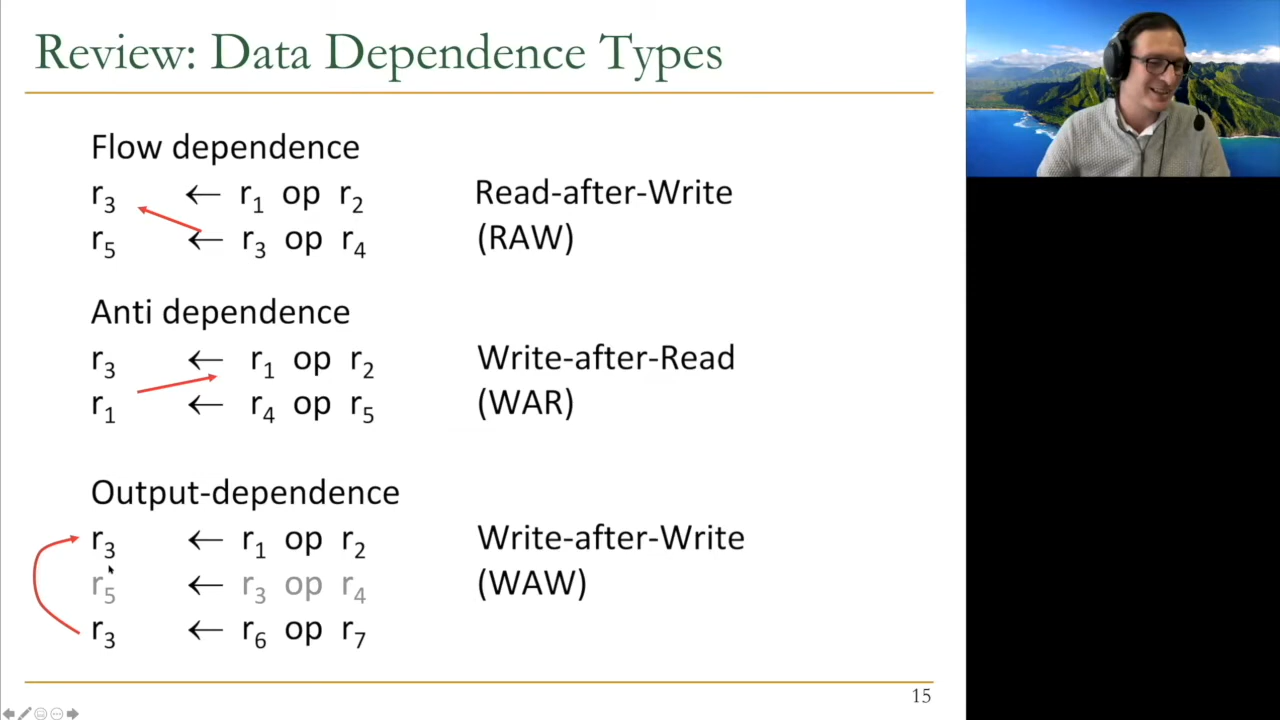 Review: Data Dependence Types
Flow dependence
r₃ ← r₁ op r₂ Read-after-Write
r₅ ← r₃ op r₄ (RAW)
Anti dependence
r₃ ← r₁ op r₂ Write-after-Read
r₁ ← r₄ op r₅ (WAR)
Output-dependence
r₃ ← r₁ op r₂ Write-after-Write
r₅ ← r₃ op r₄ (WAW)
r₃ ← r₆ op r₇
15